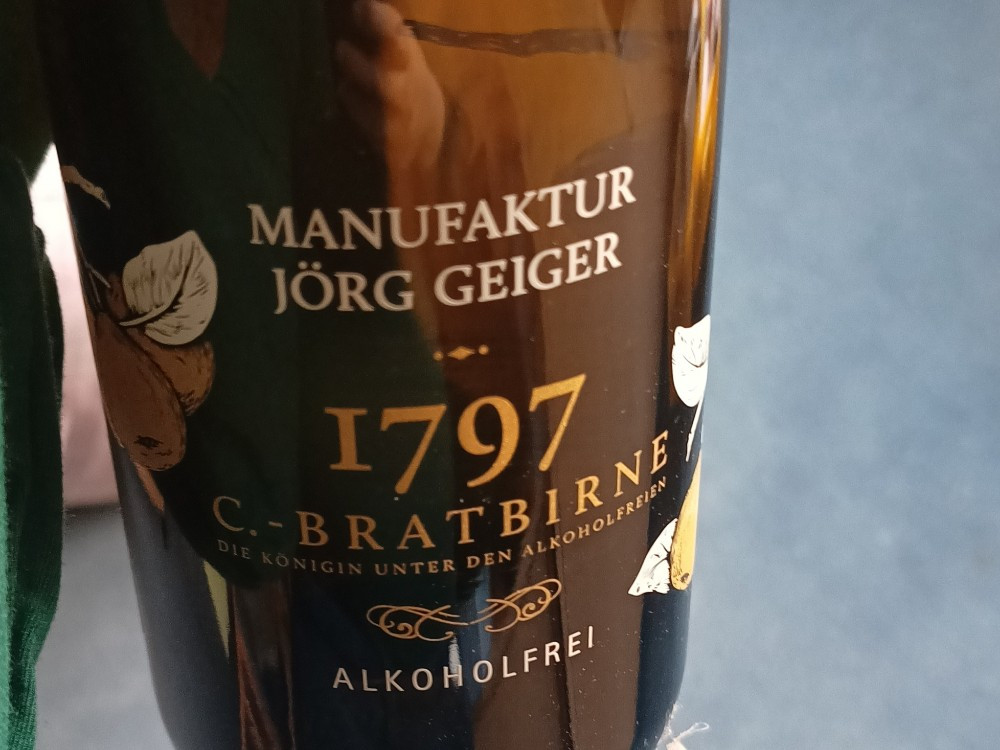 MANUFAKTUR
JÖRG GEIGER
1797
C.-BRATBIRNE
DIE KÖNIGIN UNTER DEN ALKOHOLFREIEN
ALKOHOLFREI